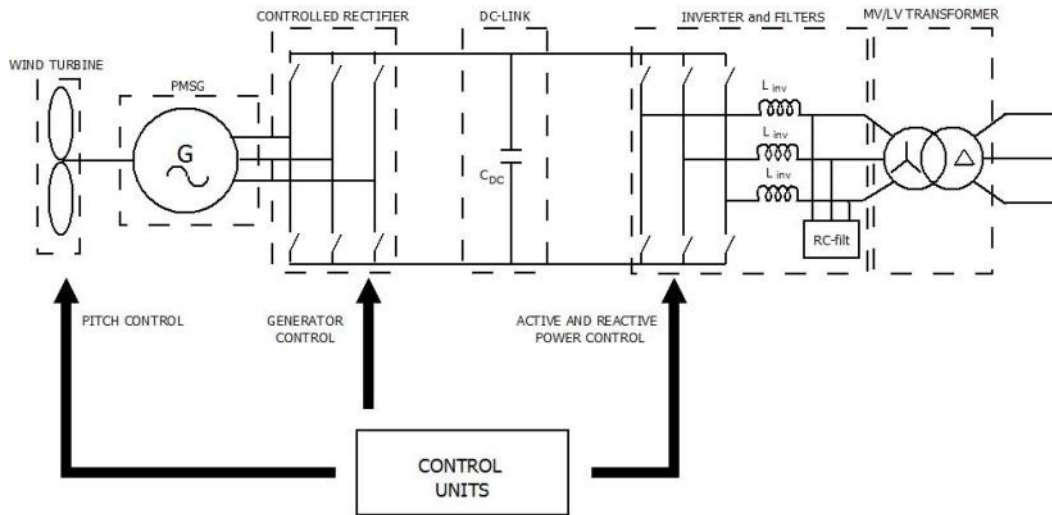 CONTROLLED RECTIFIER
DC-LINK
INVERTER and FILTERS
MV/LV TRANSFORMER
WIND TURBINE
PMSG
G
C DC
L inv
L inv
L inv
RC-filt
PITCH CONTROL
GENERATOR
CONTROL
ACTIVE AND REACTIVE
POWER CONTROL
CONTROL
UNITS